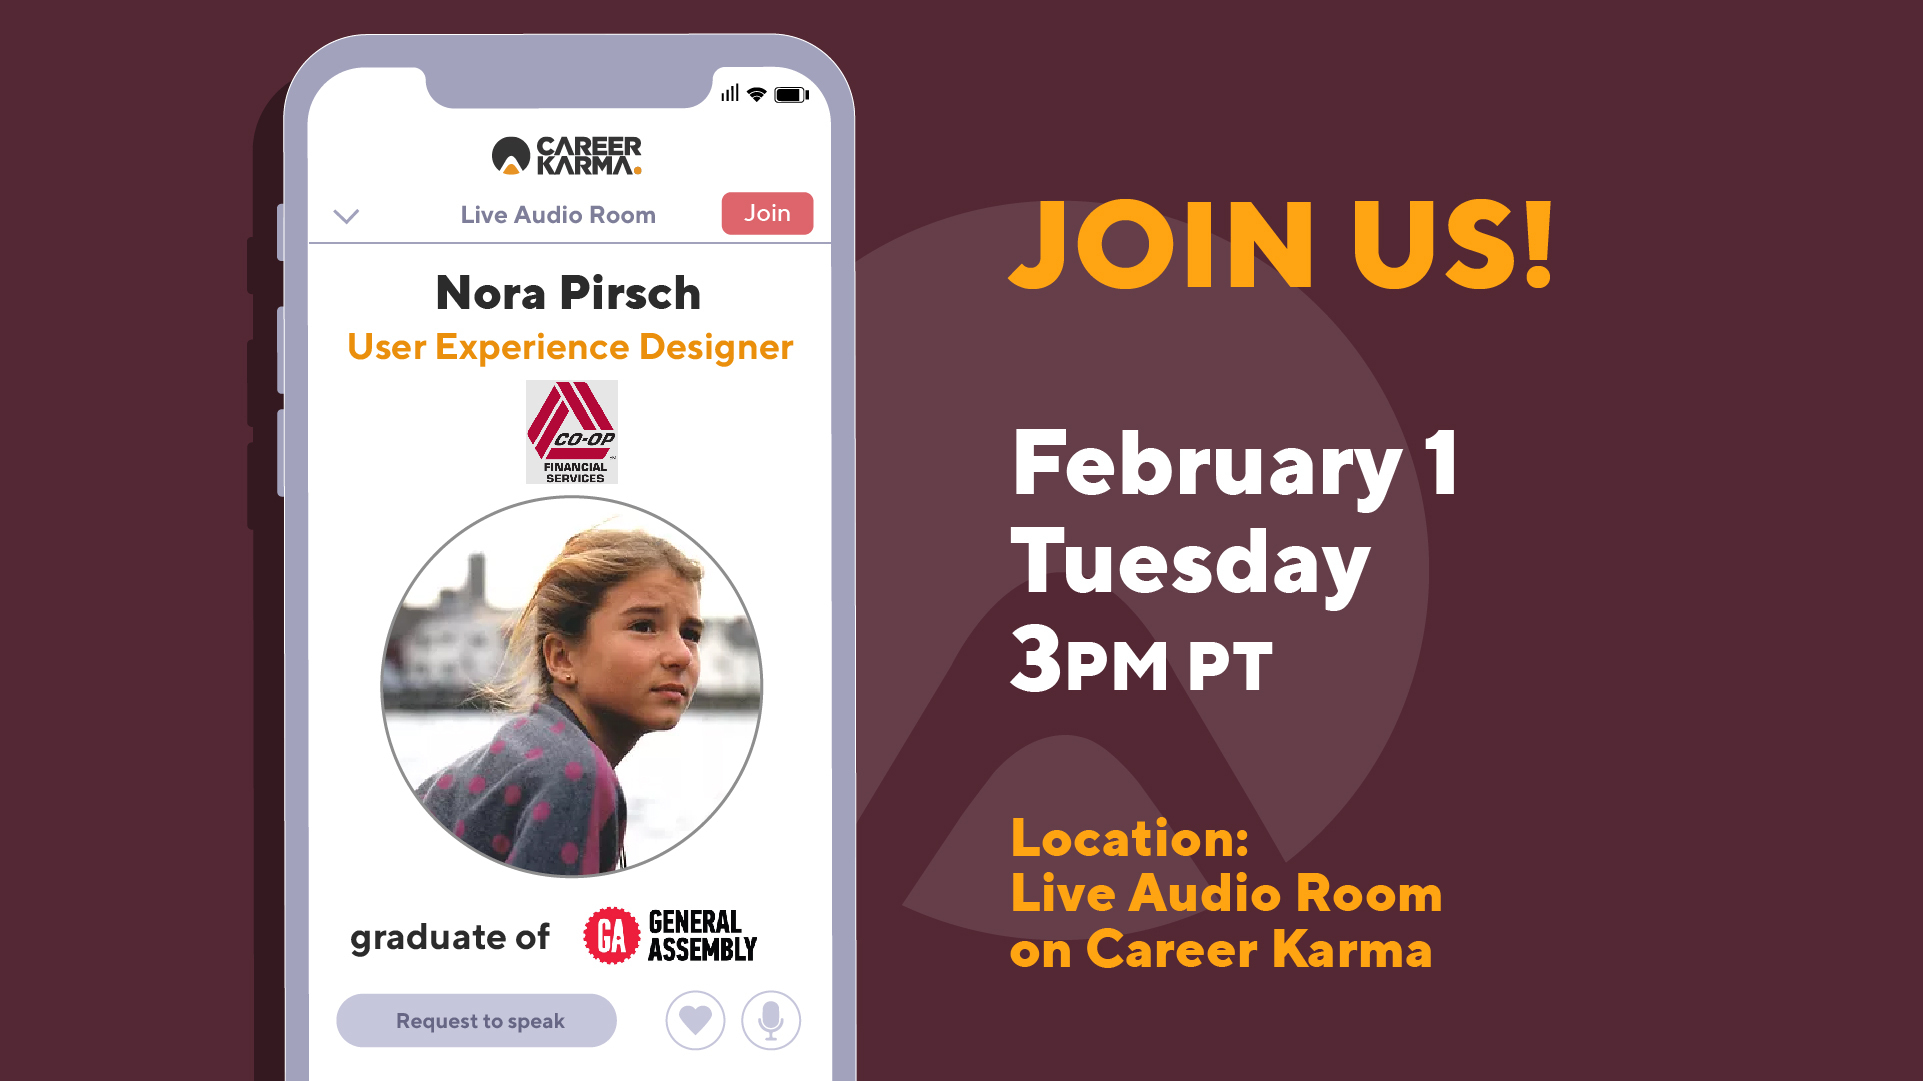 CAREER
KARMA.
Live Audio Room
Join
Nora Pirsch
User Experience Designer
CO-OP
FINANCIAL
SERVICES
graduate of
GA
GENERAL
ASSEMBLY
Request to speak
JOIN US!
February 1
Tuesday
3PM PT
Location:
Live Audio Room
on Career Karma